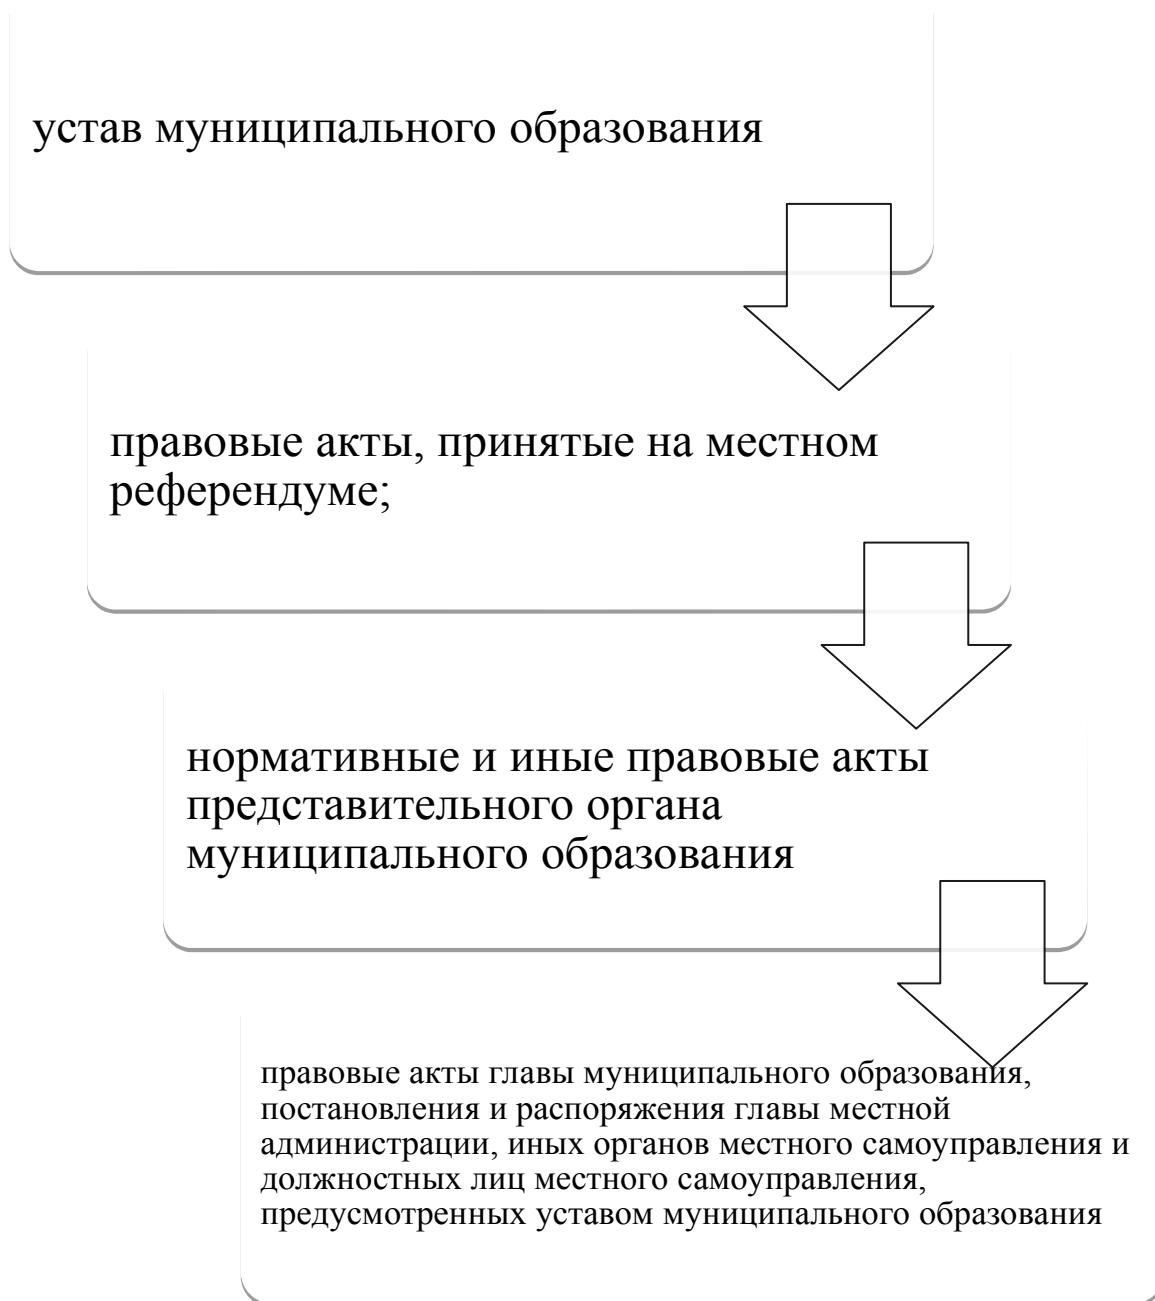 устав муниципального образования
правовые акты, принятые на местном
референдуме;
нормативные и иные правовые акты
представительного органа
муниципального образования
правовые акты главы муниципального образования,
постановления и распоряжения главы местной
администрации, иных органов местного самоуправления и
должностных лиц местного самоуправления,
предусмотренных уставом муниципального образования